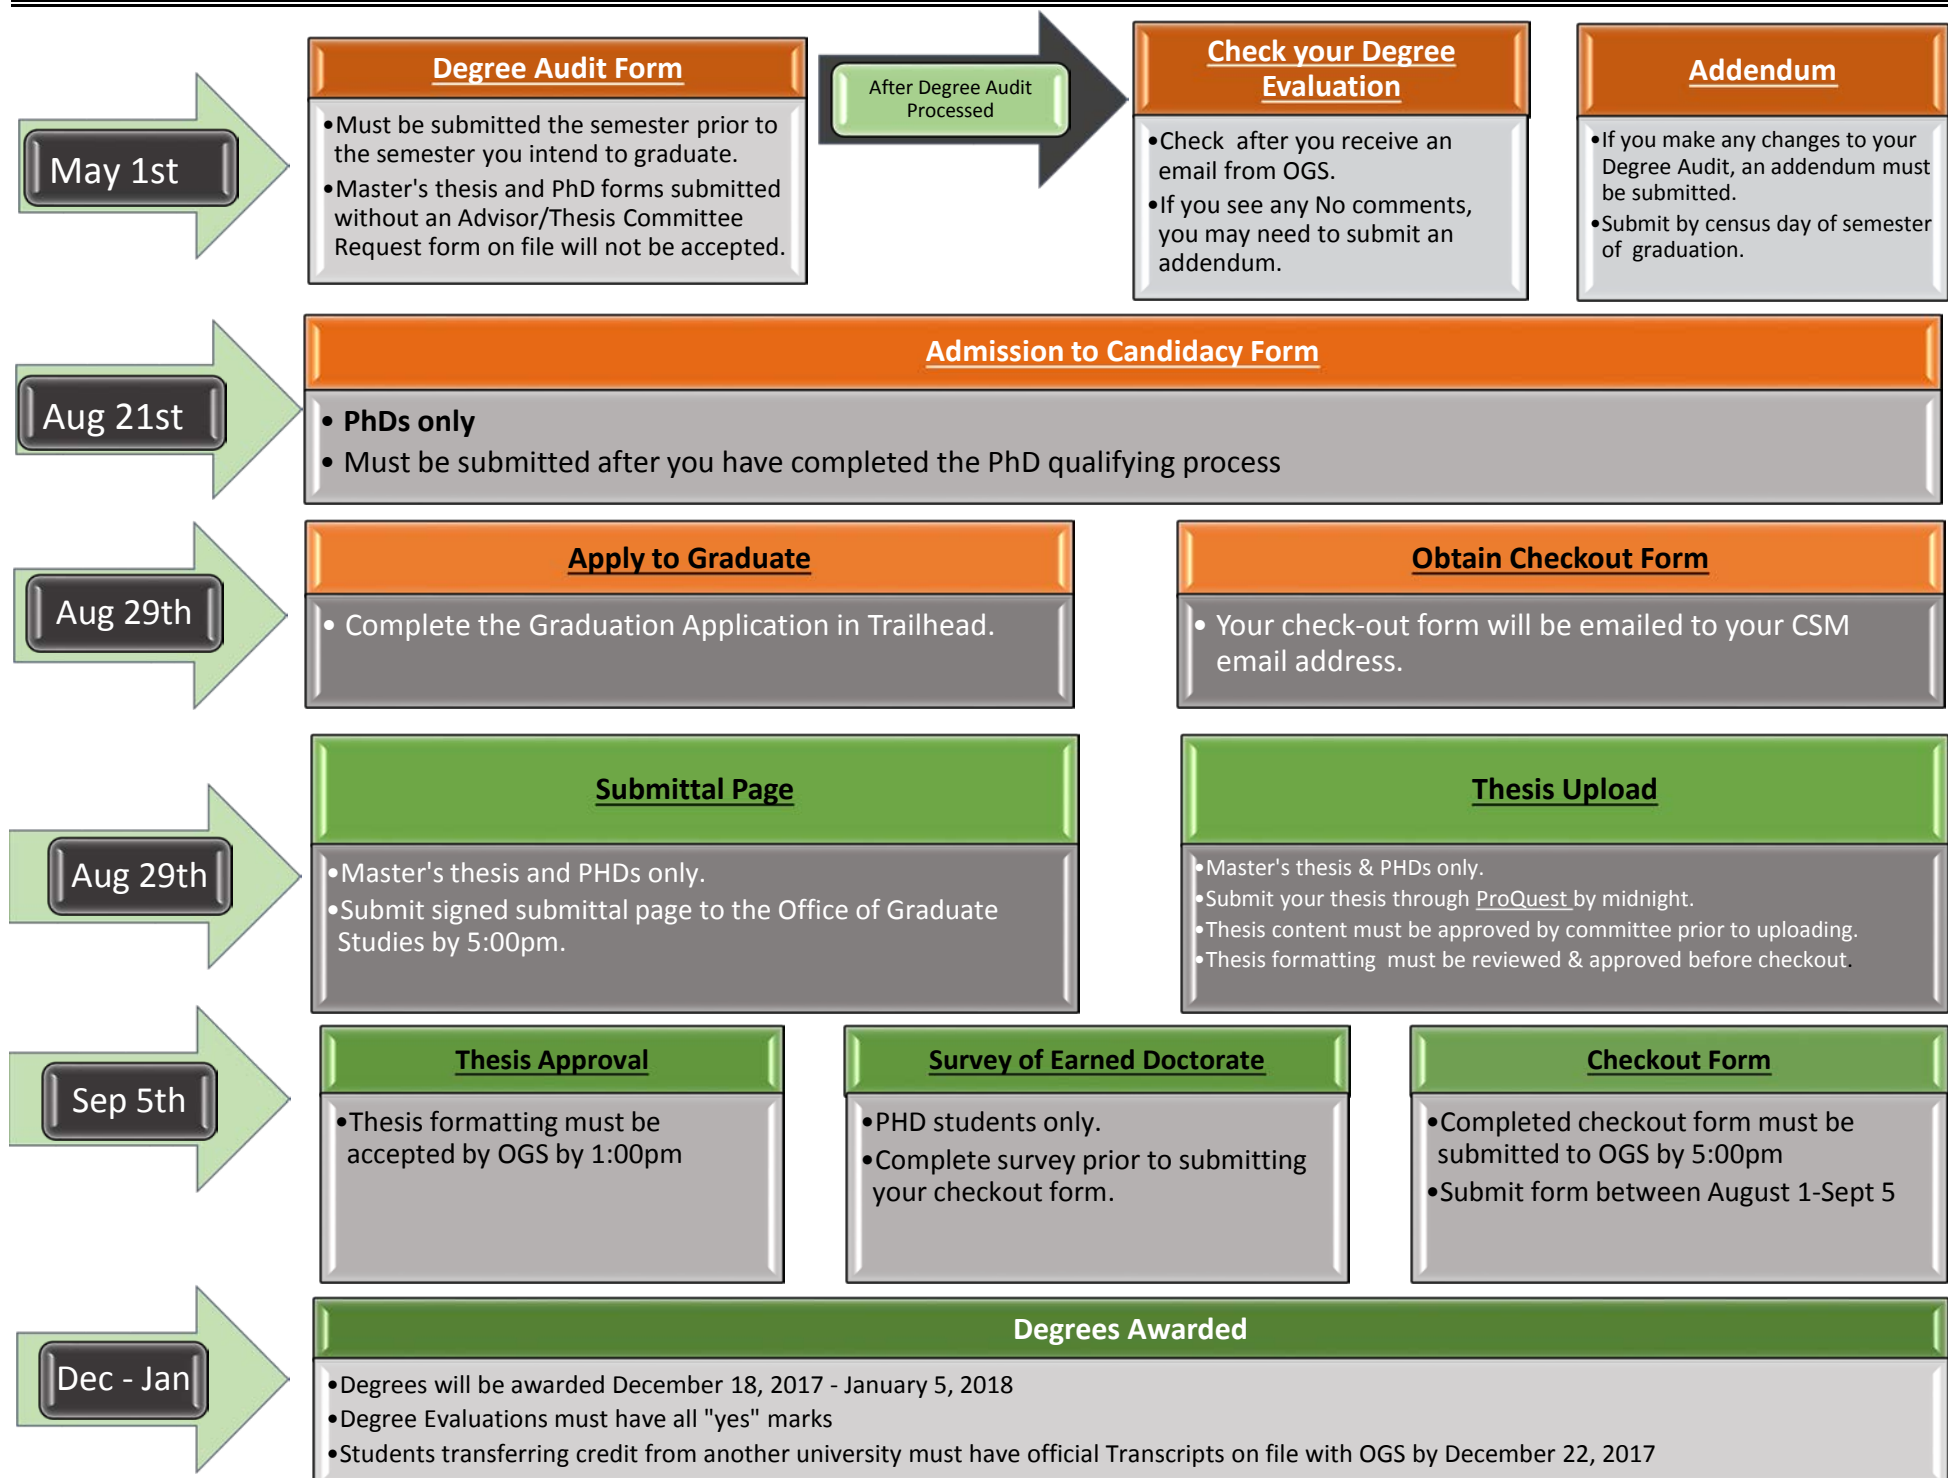 May 1st
Degree Audit Form
•Must be submitted the semester prior to
the semester you intend to graduate.
•Master's thesis and PhD forms submitted
without an Advisor/Thesis Committee
Request form on file will not be accepted.
After Degree Audit
Processed
Check your Degree
Evaluation
•Check  after you receive an
email from OGS.
•If you see any No comments,
you may need to submit an
addendum.
Addendum
•If you make any changes to your
Degree Audit, an addendum must
be submitted.
•Submit by census day of semester
of  graduation.
Aug 21st
Admission to Candidacy Form
• PhDs only
• Must be submitted after you have completed the PhD qualifying process
Aug 29th
Apply to Graduate
• Complete the Graduation Application in Trailhead.
Obtain Checkout Form
• Your check-out form will be emailed to your CSM
email address.
Aug 29th
Submittal Page
•Master's thesis and PHDs only.
•Submit signed submittal page to the Office of Graduate
Studies by 5:00pm.
Thesis Upload
•Master's thesis & PHDs only.
•Submit your thesis through ProQuest by midnight.
•Thesis content must be approved by committee prior to uploading.
•Thesis formatting  must be reviewed & approved before checkout.
Sep 5th
Thesis Approval
•Thesis formatting must be
accepted by OGS by 1:00pm
Survey of Earned Doctorate
•PHD students only.
•Complete survey prior to submitting
your checkout form.
Checkout Form
•Completed checkout form must be
submitted to OGS by 5:00pm
•Submit form between August 1-Sept 5
Dec - Jan
Degrees Awarded
•Degrees will be awarded December 18, 2017 - January 5, 2018
•Degree Evaluations must have all "yes" marks
•Students transferring credit from another university must have official Transcripts on file with OGS by December 22, 2017